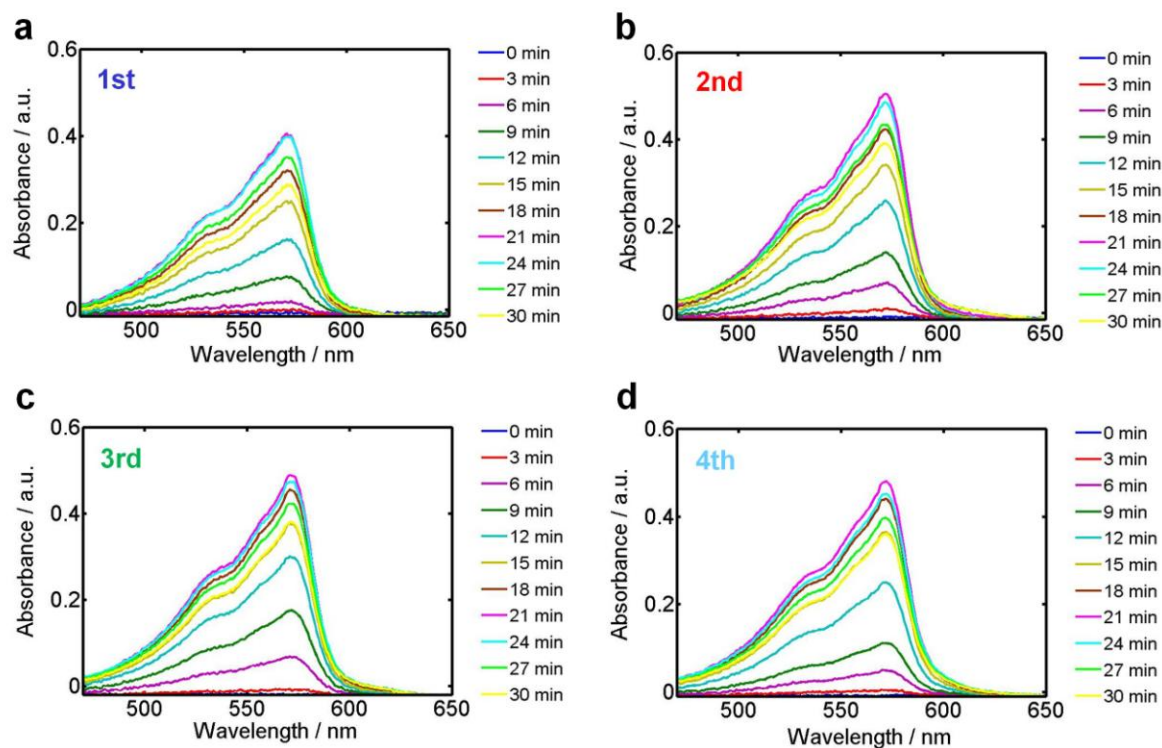 a
1st
Absorbance / a.u.
0.6
0.4
0.2
0
500
550
600
650
Wavelength / nm
0 min
3 min
6 min
9 min
12 min
15 min
18 min
21 min
24 min
27 min
30 min
b
2nd
Absorbance / a.u.
0.6
0.4
0.2
0
500
550
600
650
Wavelength / nm
0 min
3 min
6 min
9 min
12 min
15 min
18 min
21 min
24 min
27 min
30 min
c
3rd
Absorbance / a.u.
0.6
0.4
0.2
0
500
550
600
650
Wavelength / nm
0 min
3 min
6 min
9 min
12 min
15 min
18 min
21 min
24 min
27 min
30 min
d
4th
Absorbance / a.u.
0.6
0.4
0.2
0
500
550
600
650
Wavelength / nm
0 min
3 min
6 min
9 min
12 min
15 min
18 min
21 min
24 min
27 min
30 min